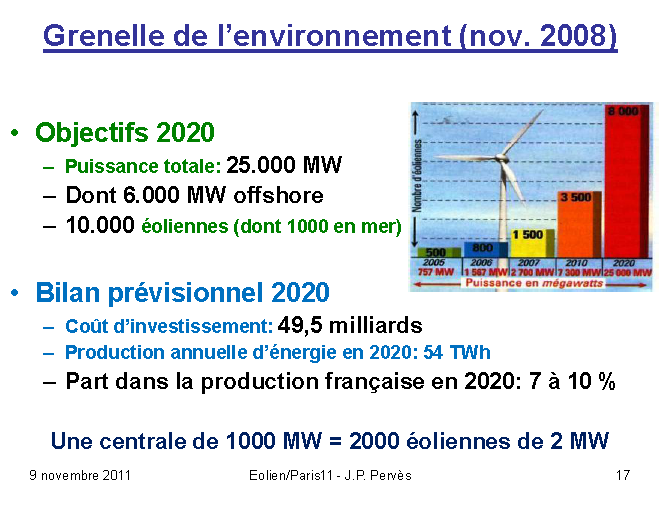 Grenelle de l'environnement (nov. 2008)
• Objectifs 2020
– Puissance totale: 25.000 MW
– Dont 6.000 MW offshore
– 10.000 éoliennes (dont 1000 en mer)
Nombre d'éoliennes
500
800
1 500
3 500
8 000
2005 2006 2007 2010 2020
757 MW 1 567 MW 2 700 MW 7 300 MW 25 000 MW
Puissance en mégawatts
• Bilan prévisionnel 2020
– Coût d'investissement: 49,5 milliards
– Production annuelle d'énergie en 2020: 54 TWh
– Part dans la production française en 2020: 7 à 10 %
Une centrale de 1000 MW = 2000 éoliennes de 2 MW
9 novembre 2011 Eolien/Paris11 - J.P. Pervès 17